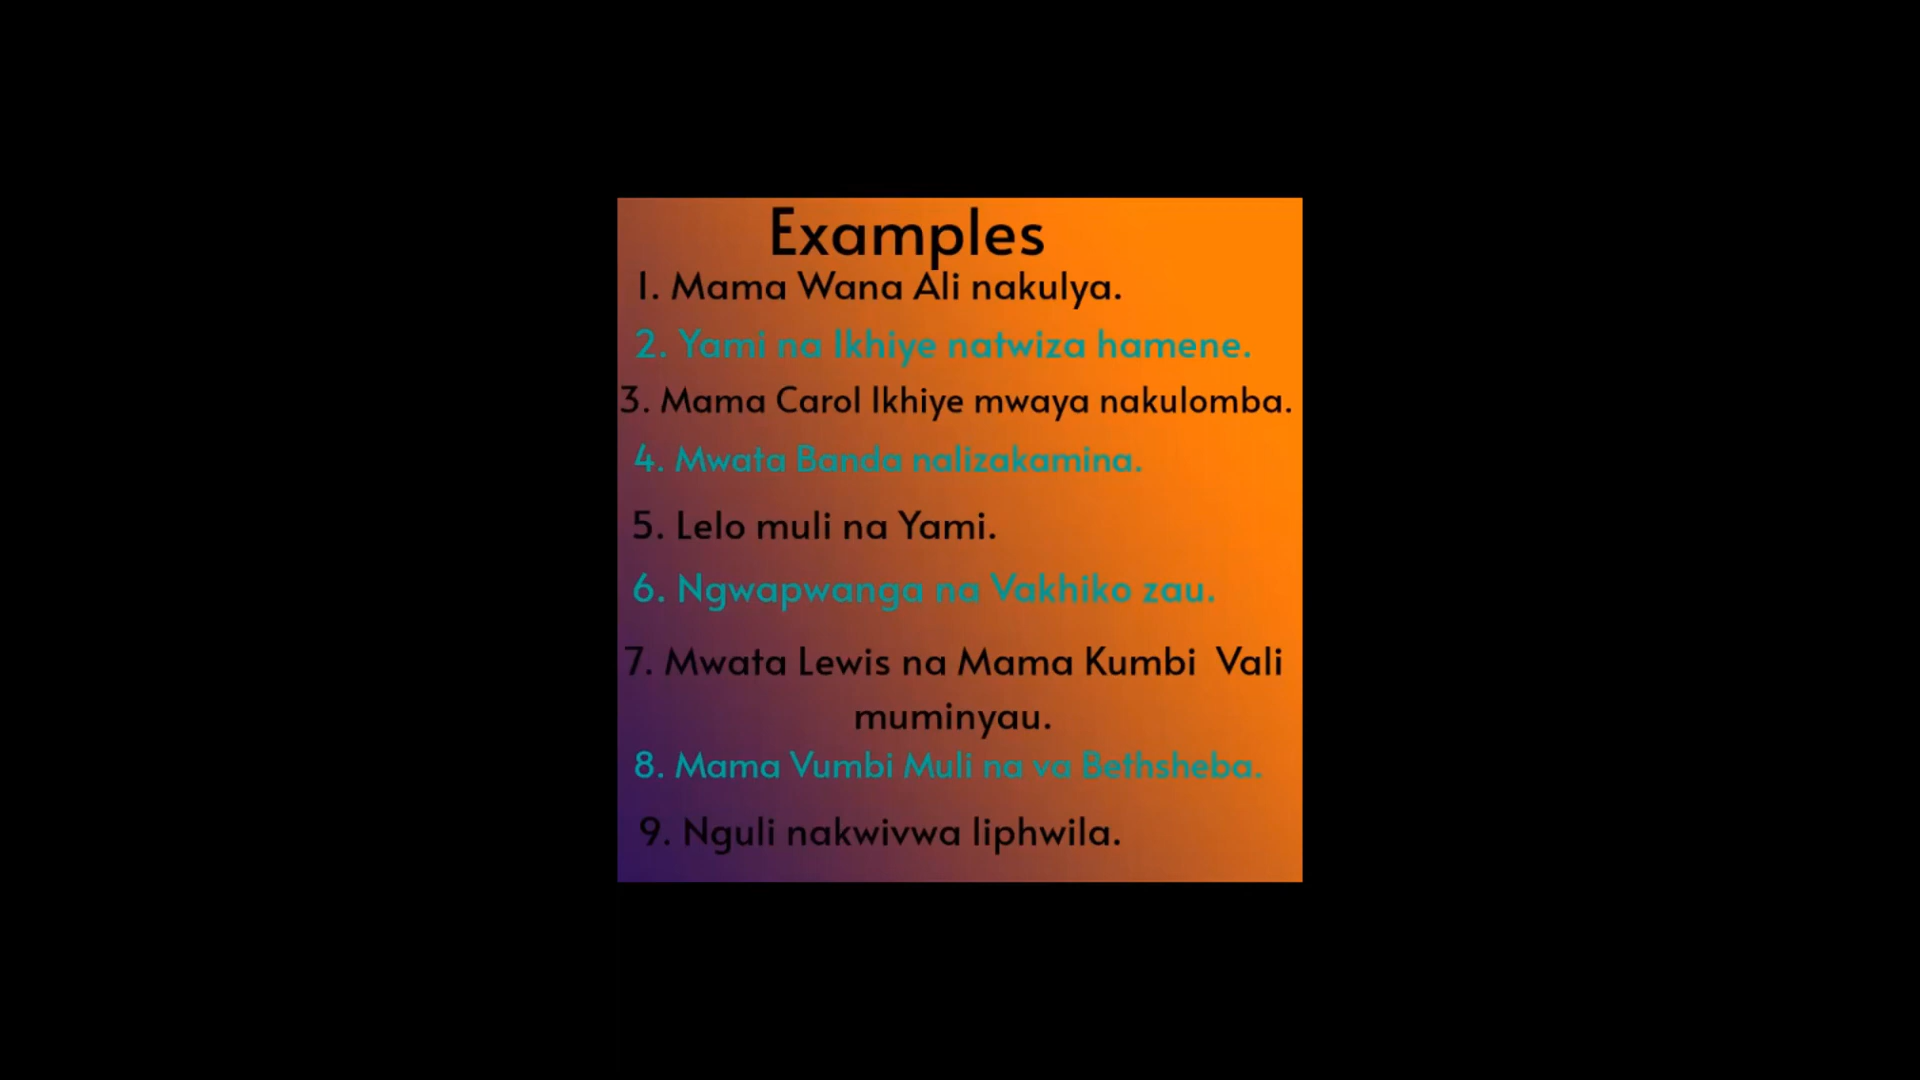 Examples
1. Mama Wana Ali nakulya.
2. Yami na Ikhiye natwiza hamene.
3. Mama Carol Ikhiye mwaya nakulomba.
4. Mwata Banda nalizakamina.
5. Lelo muli na Yami.
6. Ngwapwanga na Vakhiko zau.
7. Mwata Lewis na Mama Kumbi Vali
muminyau.
8. Mama Vumbi Muli na va Bethsheba.
9. Nguli nakwivwa liphwila.